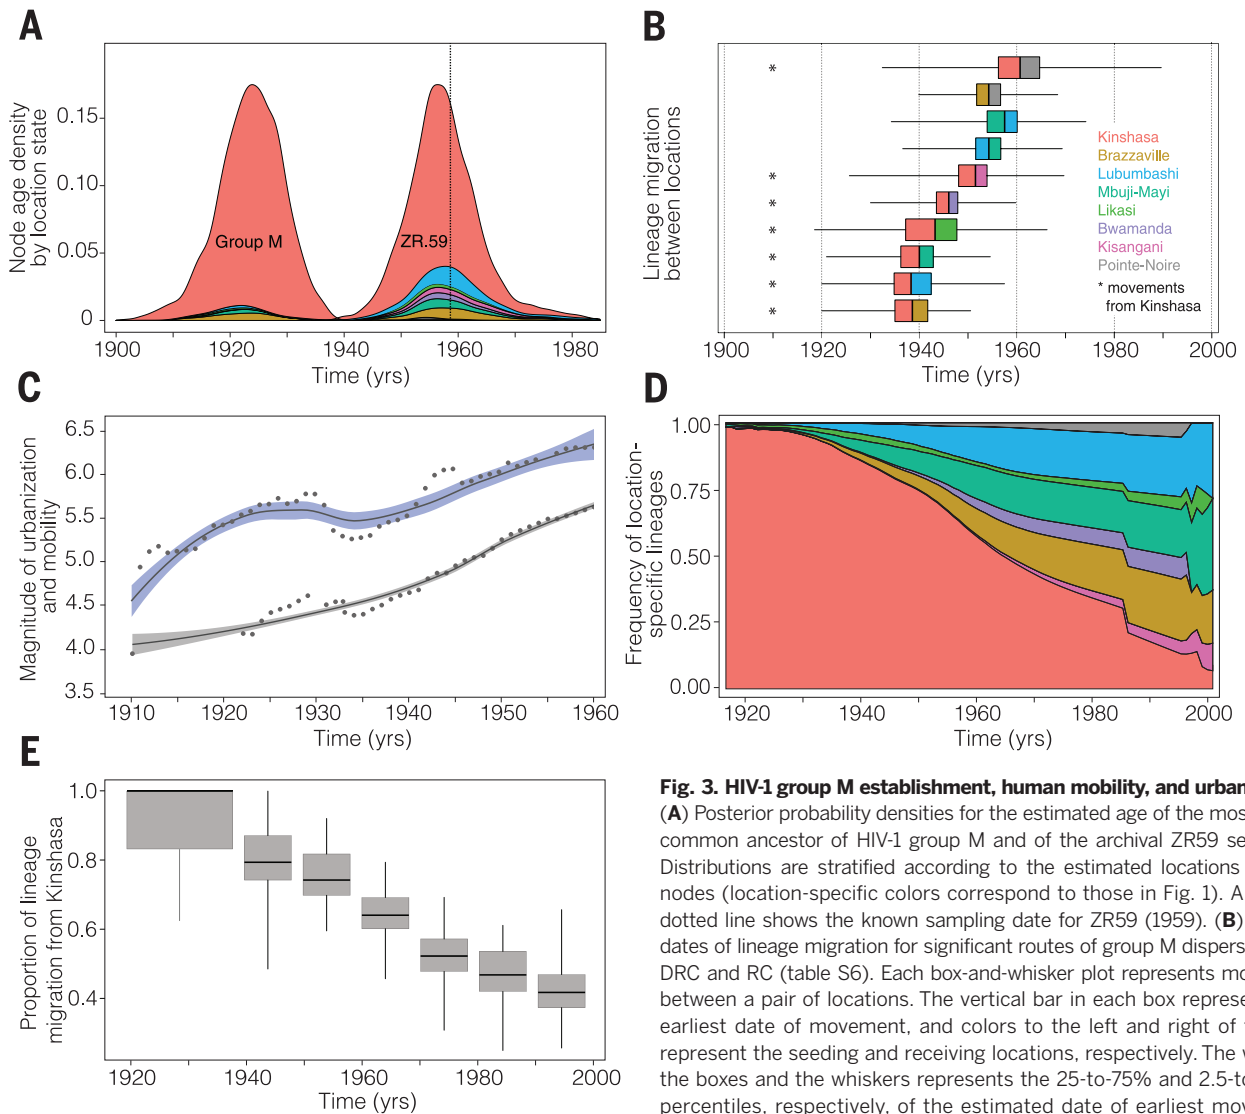 A
Node age density
by location state
0.15
0.10
0.05
0
Group M
ZR.59
1900
1920
1940
1960
1980
Time (yrs)
B
Lineage migration
between locations
*
*
*
*
*
*
*
Kinshasa
Brazzaville
Lubumbashi
Mbuji-Mayi
Likasi
Bwamanda
Kisangani
Pointe-Noire
* movements
from Kinshasa
1900
1920
1940
1960
1980
2000
Time (yrs)
C
Magnitude of urbanization
and mobility
6.5
6.0
5.5
5.0
4.5
4.0
3.5
1910
1920
1930
1940
1950
1960
Time (yrs)
D
Frequency of location-
specific lineages
1.00
0.75
0.50
0.25
0.00
1920
1940
1960
1980
2000
Time (yrs)
E
Proportion of lineage
migration from Kinshasa
1.0
0.8
0.6
0.4
1920
1940
1960
1980
2000
Time (yrs)
Fig. 3. HIV-1 group M establishment, human mobility, and urban
(A) Posterior probability densities for the estimated age of the most
common ancestor of HIV-1 group M and of the archival ZR59 se
Distributions are stratified according to the estimated locations
nodes (location-specific colors correspond to those in Fig. 1). A
dotted line shows the known sampling date for ZR59 (1959). (B)
dates of lineage migration for significant routes of group M dispers
DRC and RC (table S6). Each box-and-whisker plot represents mo
between a pair of locations. The vertical bar in each box represe
earliest date of movement, and colors to the left and right of
represent the seeding and receiving locations, respectively. The w
the boxes and the whiskers represents the 25-to-75% and 2.5-to-
percentiles, respectively, of the estimated date of earliest mov